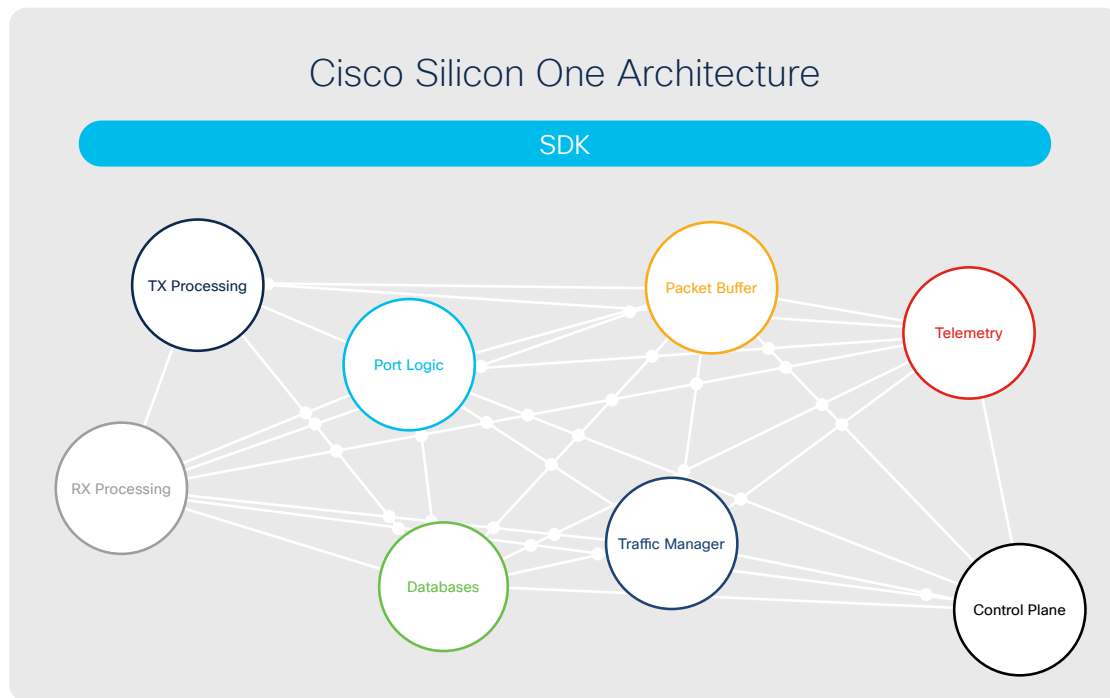 Cisco Silicon One Architecture
SDK
TX Processing
Packet Buffer
Telemetry
Port Logic
RX Processing
Traffic Manager
Databases
Control Plane